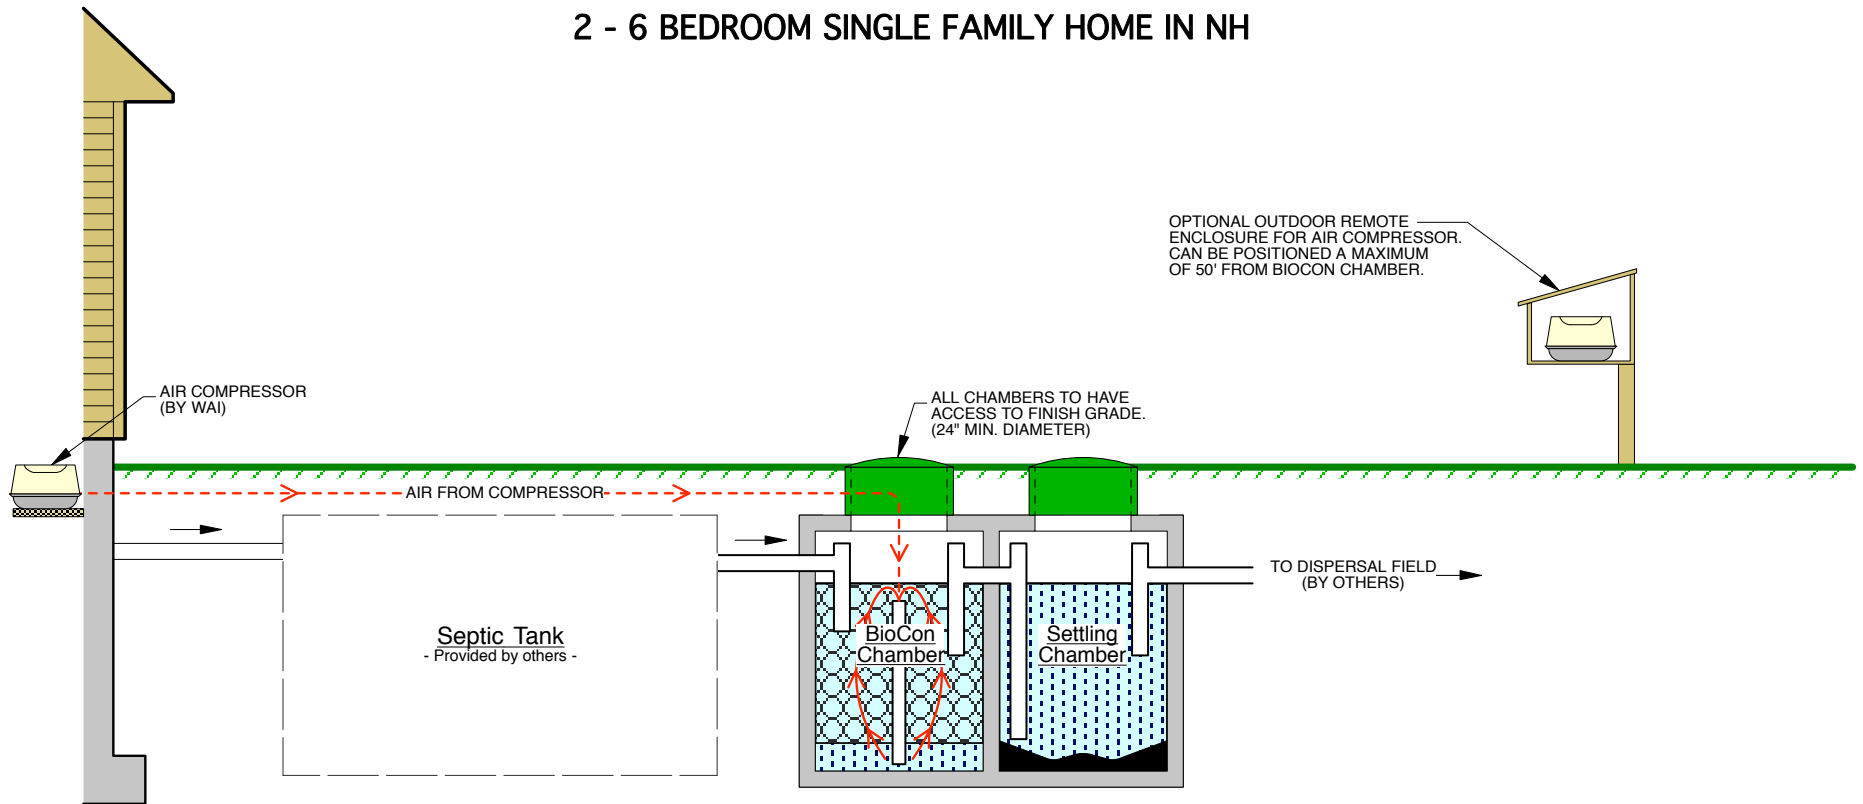 2 - 6 BEDROOM SINGLE FAMILY HOME IN NH
OPTIONAL OUTDOOR REMOTE
ENCLOSURE FOR AIR COMPRESSOR.
CAN BE POSITIONED A MAXIMUM
OF 50' FROM BIOCON CHAMBER.
AIR COMPRESSOR
(BY WAI)
ALL CHAMBERS TO HAVE
ACCESS TO FINISH GRADE.
(24" MIN. DIAMETER)
AIR FROM COMPRESSOR
TO DISPERSAL FIELD
(BY OTHERS)
Septic Tank
- Provided by others -
BioCon
Chamber
Settling
Chamber